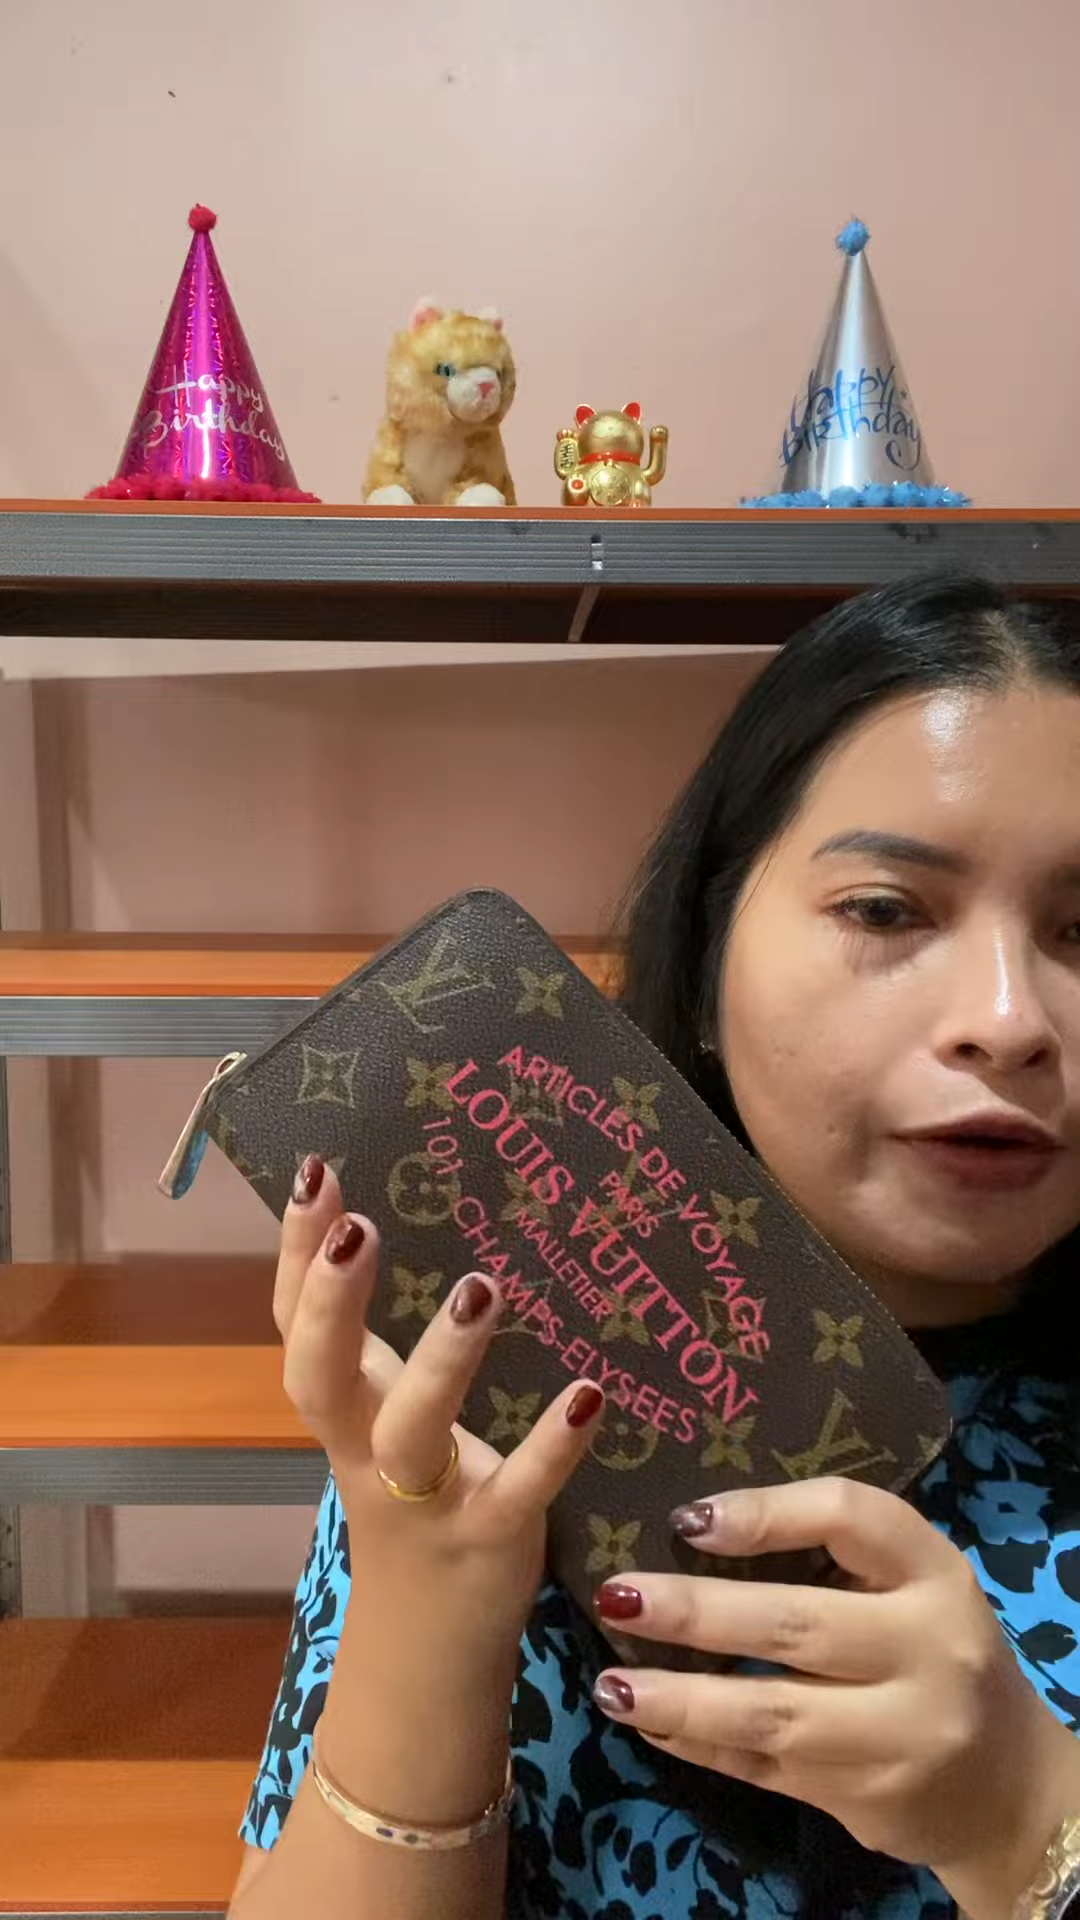 Happy
Birthday
Happy
Birthday
ARTICLES DE VOYAGE
PARIS
LOUIS VUITTON
MALLETIER
101 CHAMPS-ELYSEES